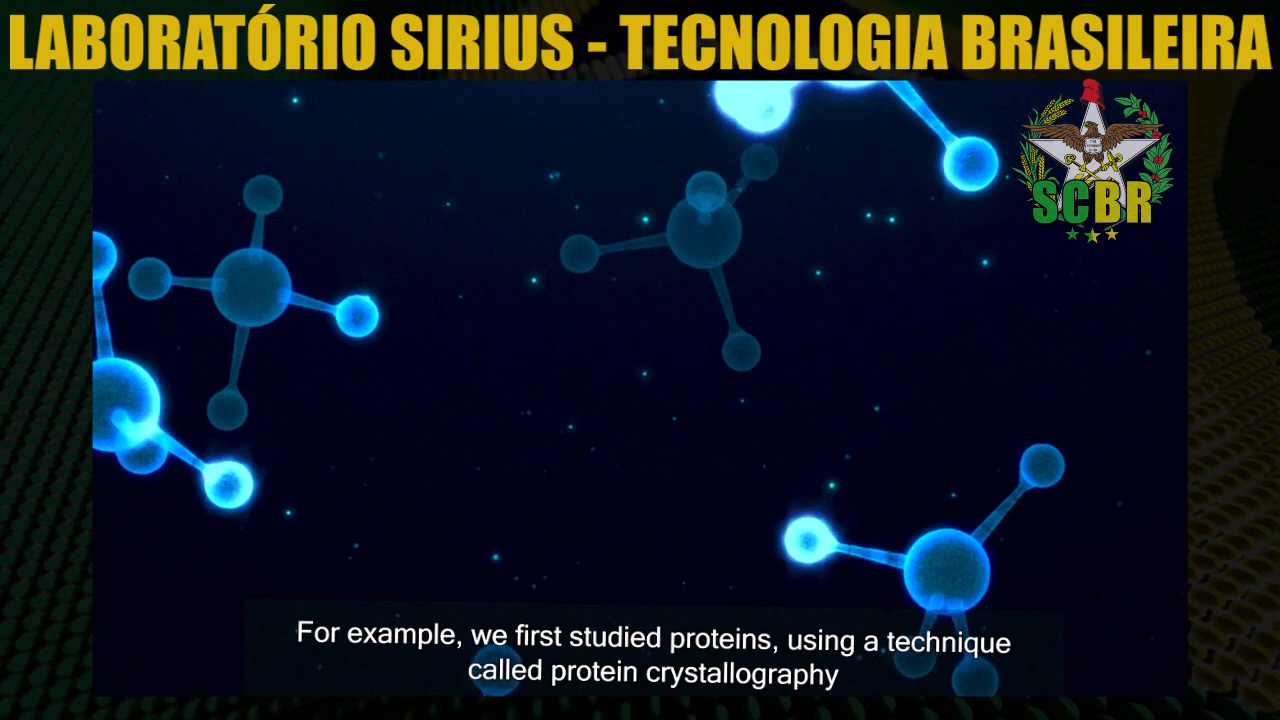 LABORATÓRIO SIRIUS - TECNOLOGIA BRASILEIRA
SCBR
For example, we first studied proteins, using a technique
called protein crystallography